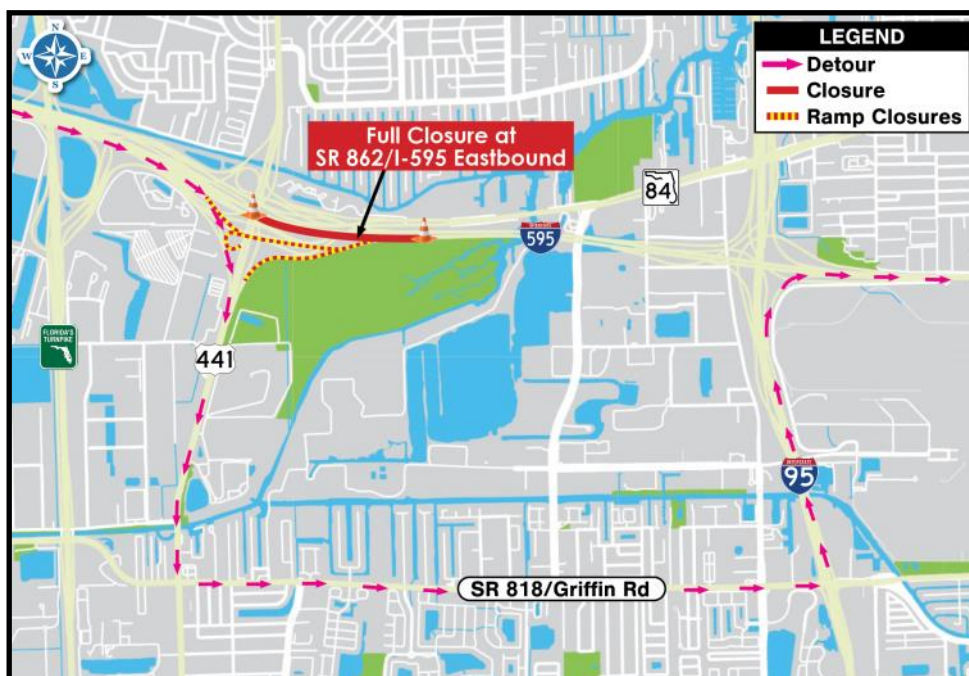 N
W E
S
LEGEND
Detour
Closure
Ramp Closures
Full Closure at
SR 862/I-595 Eastbound
84
595
FLORIDA'S
TURNPIKE
441
95
SR 818/Griffin Rd